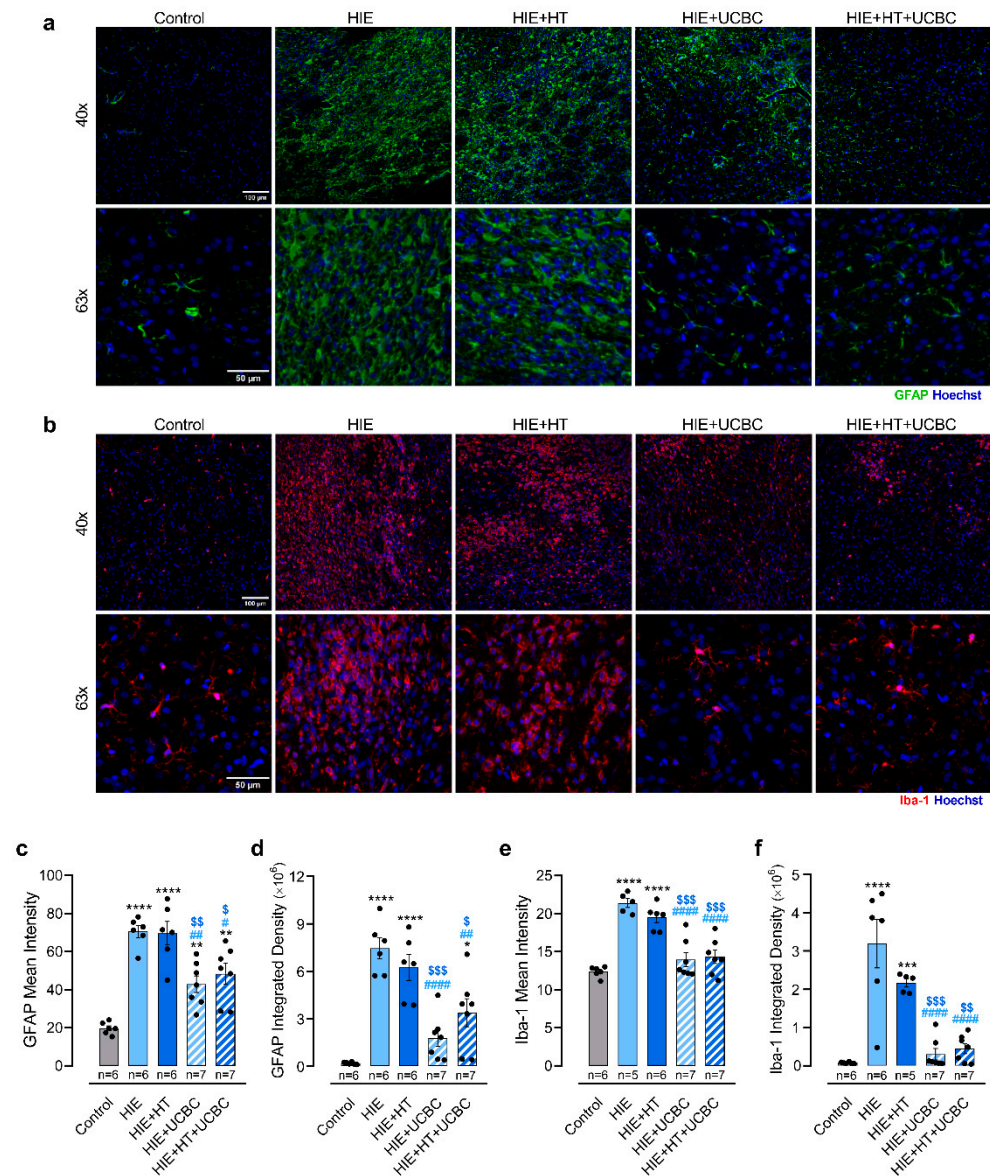 a
Control HIE HIE+HT HIE+UCBC HIE+HT+UCBC
40x
100 µm
63x
50 µm
GFAP Hoechst
b
Control HIE HIE+HT HIE+UCBC HIE+HT+UCBC
40x
100 µm
63x
50 µm
Iba-1 Hoechst
c
GFAP Mean Intensity
100
80
60
40
20
0
****
****
$$
##
**
$
#
**
n=6 n=6 n=6 n=7 n=7
Control
HIE
HIE+HT
HIE+UCBC
HIE+HT+UCBC
d
GFAP Integrated Density (×10⁶)
12
9
6
3
0
****
****
$$$
####
$
##
*
n=6 n=6 n=6 n=7 n=7
Control
HIE
HIE+HT
HIE+UCBC
HIE+HT+UCBC
e
Iba-1 Mean Intensity
25
20
15
10
5
0
****
****
$$$
####
$$$
####
n=6 n=5 n=6 n=7 n=7
Control
HIE
HIE+HT
HIE+UCBC
HIE+HT+UCBC
f
Iba-1 Integrated Density (×10⁶)
5
4
3
2
1
0
****
***
$$$
####
$$
####
n=6 n=6 n=5 n=7 n=7
Control
HIE
HIE+HT
HIE+UCBC
HIE+HT+UCBC